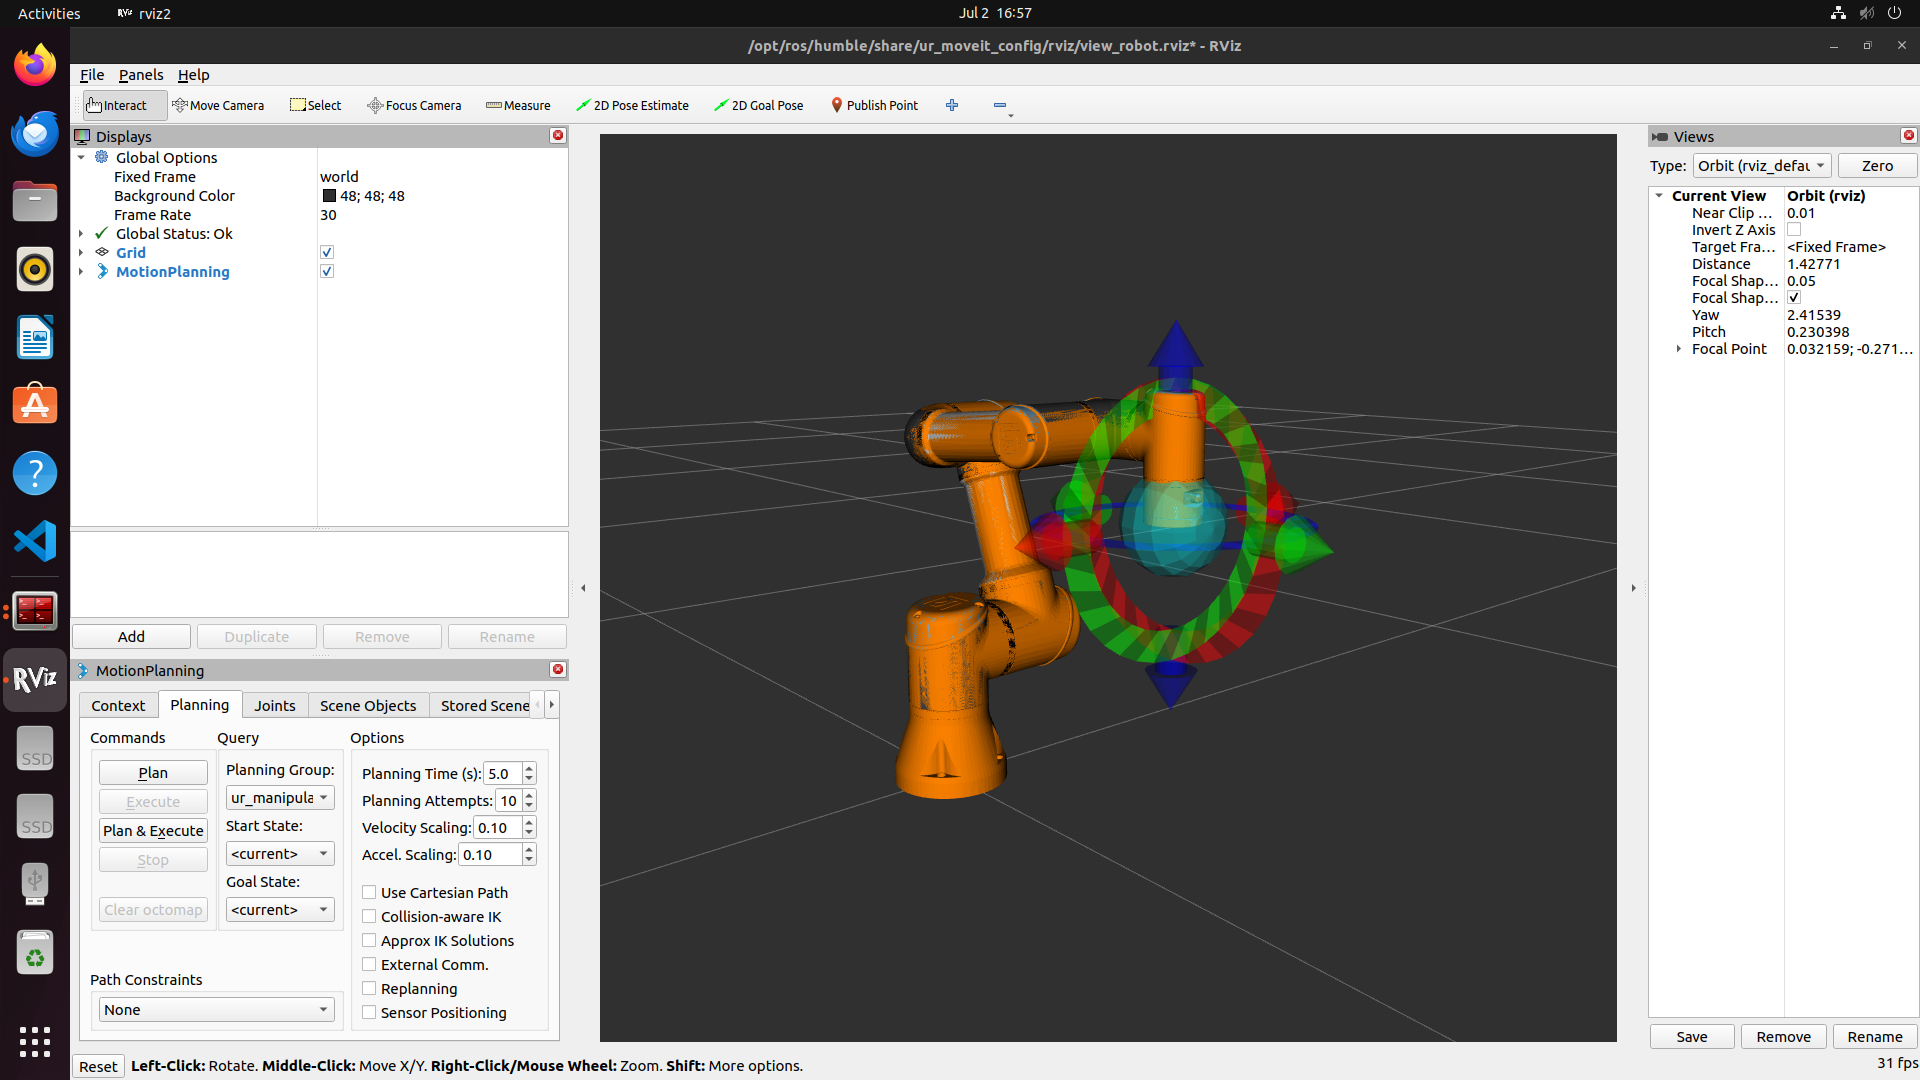 Activities
rviz2
Jul 2 16:57
/opt/ros/humble/share/ur_moveit_config/rviz/view_robot.rviz* - RViz
File Panels Help
Interact Move Camera Select Focus Camera Measure 2D Pose Estimate 2D Goal Pose Publish Point
Displays
Global Options
Fixed Frame world
Background Color 48; 48; 48
Frame Rate 30
Global Status: Ok
Grid
MotionPlanning
Add Duplicate Remove Rename
MotionPlanning
Context Planning Joints Scene Objects Stored Scene
Commands
Plan
Execute
Plan & Execute
Stop
Clear octomap
Query
Planning Group:
ur_manipula
Start State:
<current>
Goal State:
<current>
Options
Planning Time (s): 5.0
Planning Attempts: 10
Velocity Scaling: 0.10
Accel. Scaling: 0.10
Use Cartesian Path
Collision-aware IK
Approx IK Solutions
External Comm.
Replanning
Sensor Positioning
Path Constraints
None
Reset Left-Click: Rotate. Middle-Click: Move X/Y. Right-Click/Mouse Wheel: Zoom. Shift: More options.
Views
Type: Orbit (rviz_defau Zero
Current View Orbit (rviz)
Near Clip ... 0.01
Invert Z Axis
Target Fra... <Fixed Frame>
Distance 1.42771
Focal Shap... 0.05
Focal Shap...
Yaw 2.41539
Pitch 0.230398
Focal Point 0.032159; -0.271...
Save Remove Rename
31 fps
RViz
SSD
SSD